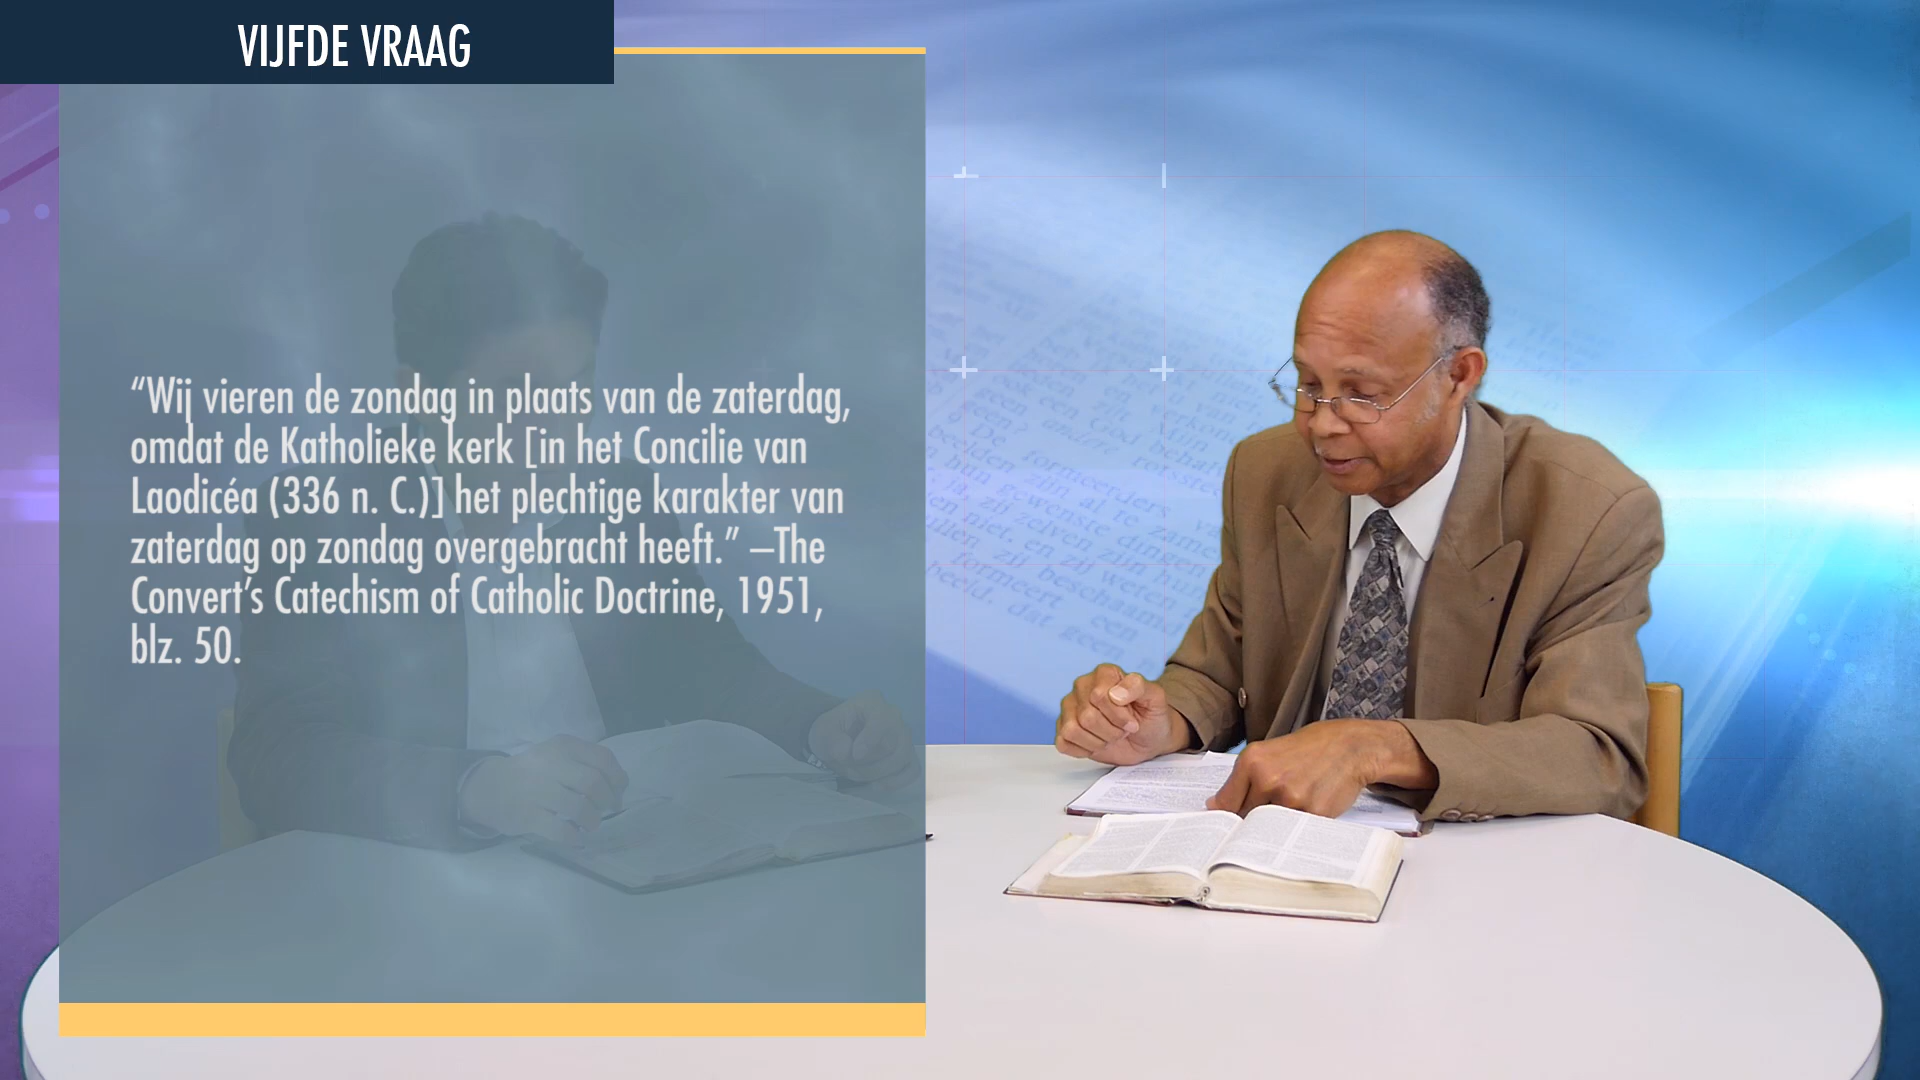 VIJFDE VRAAG
“Wij vieren de zondag in plaats van de zaterdag,
omdat de Katholieke kerk [in het Concilie van
Laodicéa (336 n. C.)] het plechtige karakter van
zaterdag op zondag overgebracht heeft.” –The
Convert’s Catechism of Catholic Doctrine, 1951,
blz. 50.